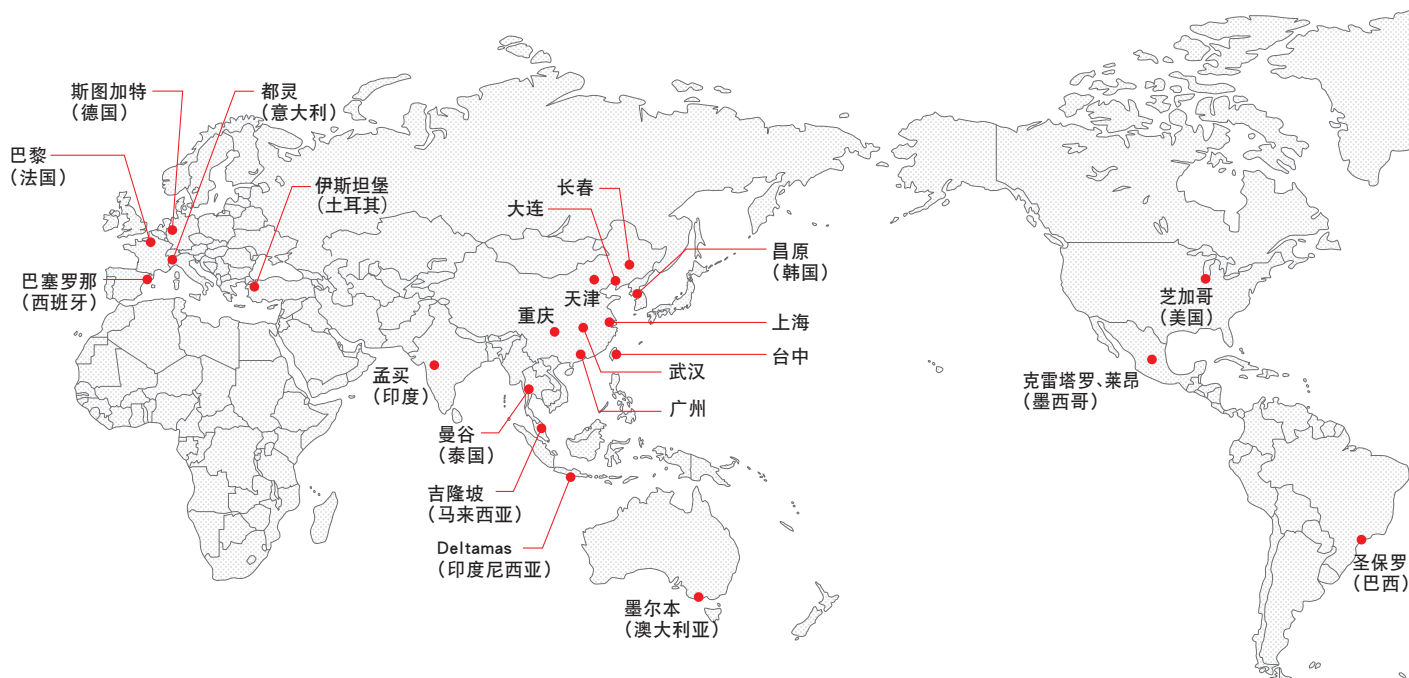 斯图加特
（德国）
都灵
（意大利）
巴黎
（法国）
伊斯坦堡
（土耳其）
巴塞罗那
（西班牙）
长春
大连
昌原
（韩国）
天津
重庆
上海
台中
武汉
广州
孟买
（印度）
曼谷
（泰国）
吉隆坡
（马来西亚）
Deltamas
（印度尼西亚）
墨尔本
（澳大利亚）
芝加哥
（美国）
克雷塔罗、莱昂
（墨西哥）
圣保罗
（巴西）